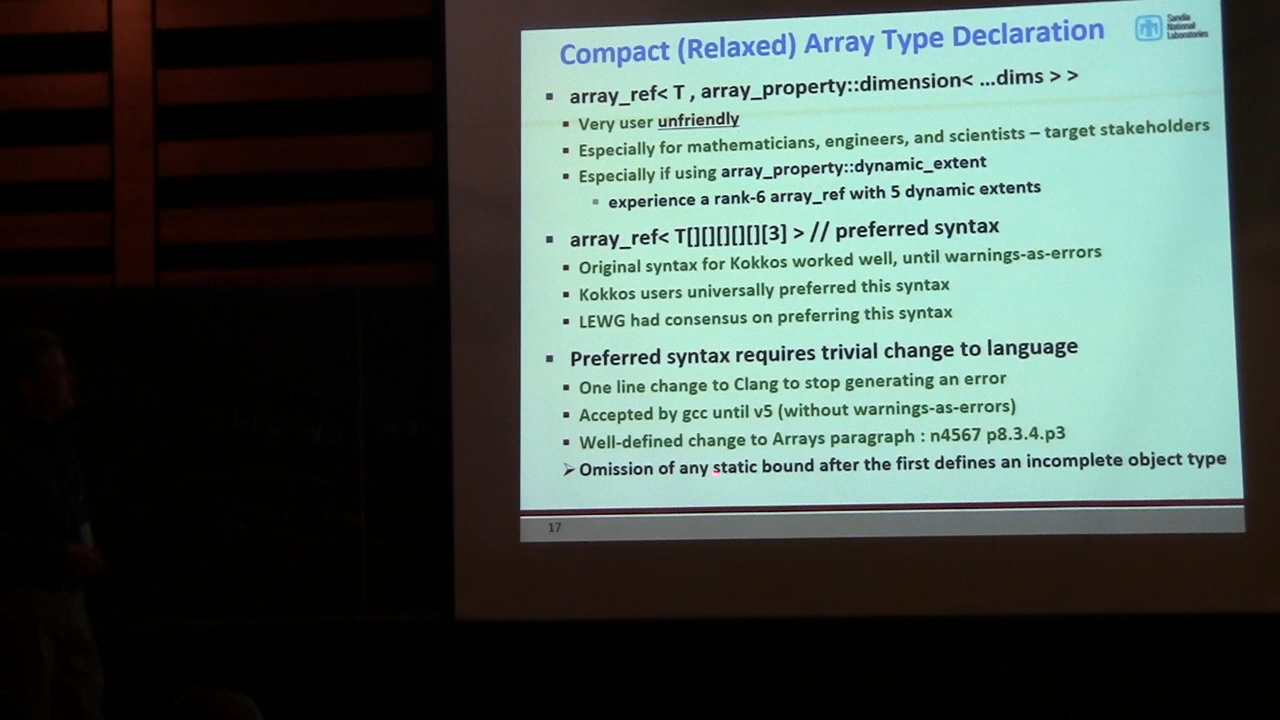 Compact (Relaxed) Array Type Declaration
Sandia
National
Laboratories
▪ array_ref< T , array_property::dimension< ...dims > >
▪ Very user unfriendly
▪ Especially for mathematicians, engineers, and scientists – target stakeholders
▪ Especially if using array_property::dynamic_extent
▪ experience a rank-6 array_ref with 5 dynamic extents
▪ array_ref< T[][][][][][3] > // preferred syntax
▪ Original syntax for Kokkos worked well, until warnings-as-errors
▪ Kokkos users universally preferred this syntax
▪ LEWG had consensus on preferring this syntax
▪ Preferred syntax requires trivial change to language
▪ One line change to Clang to stop generating an error
▪ Accepted by gcc until v5 (without warnings-as-errors)
▪ Well-defined change to Arrays paragraph : n4567 p8.3.4.p3
➢ Omission of any static bound after the first defines an incomplete object type
17